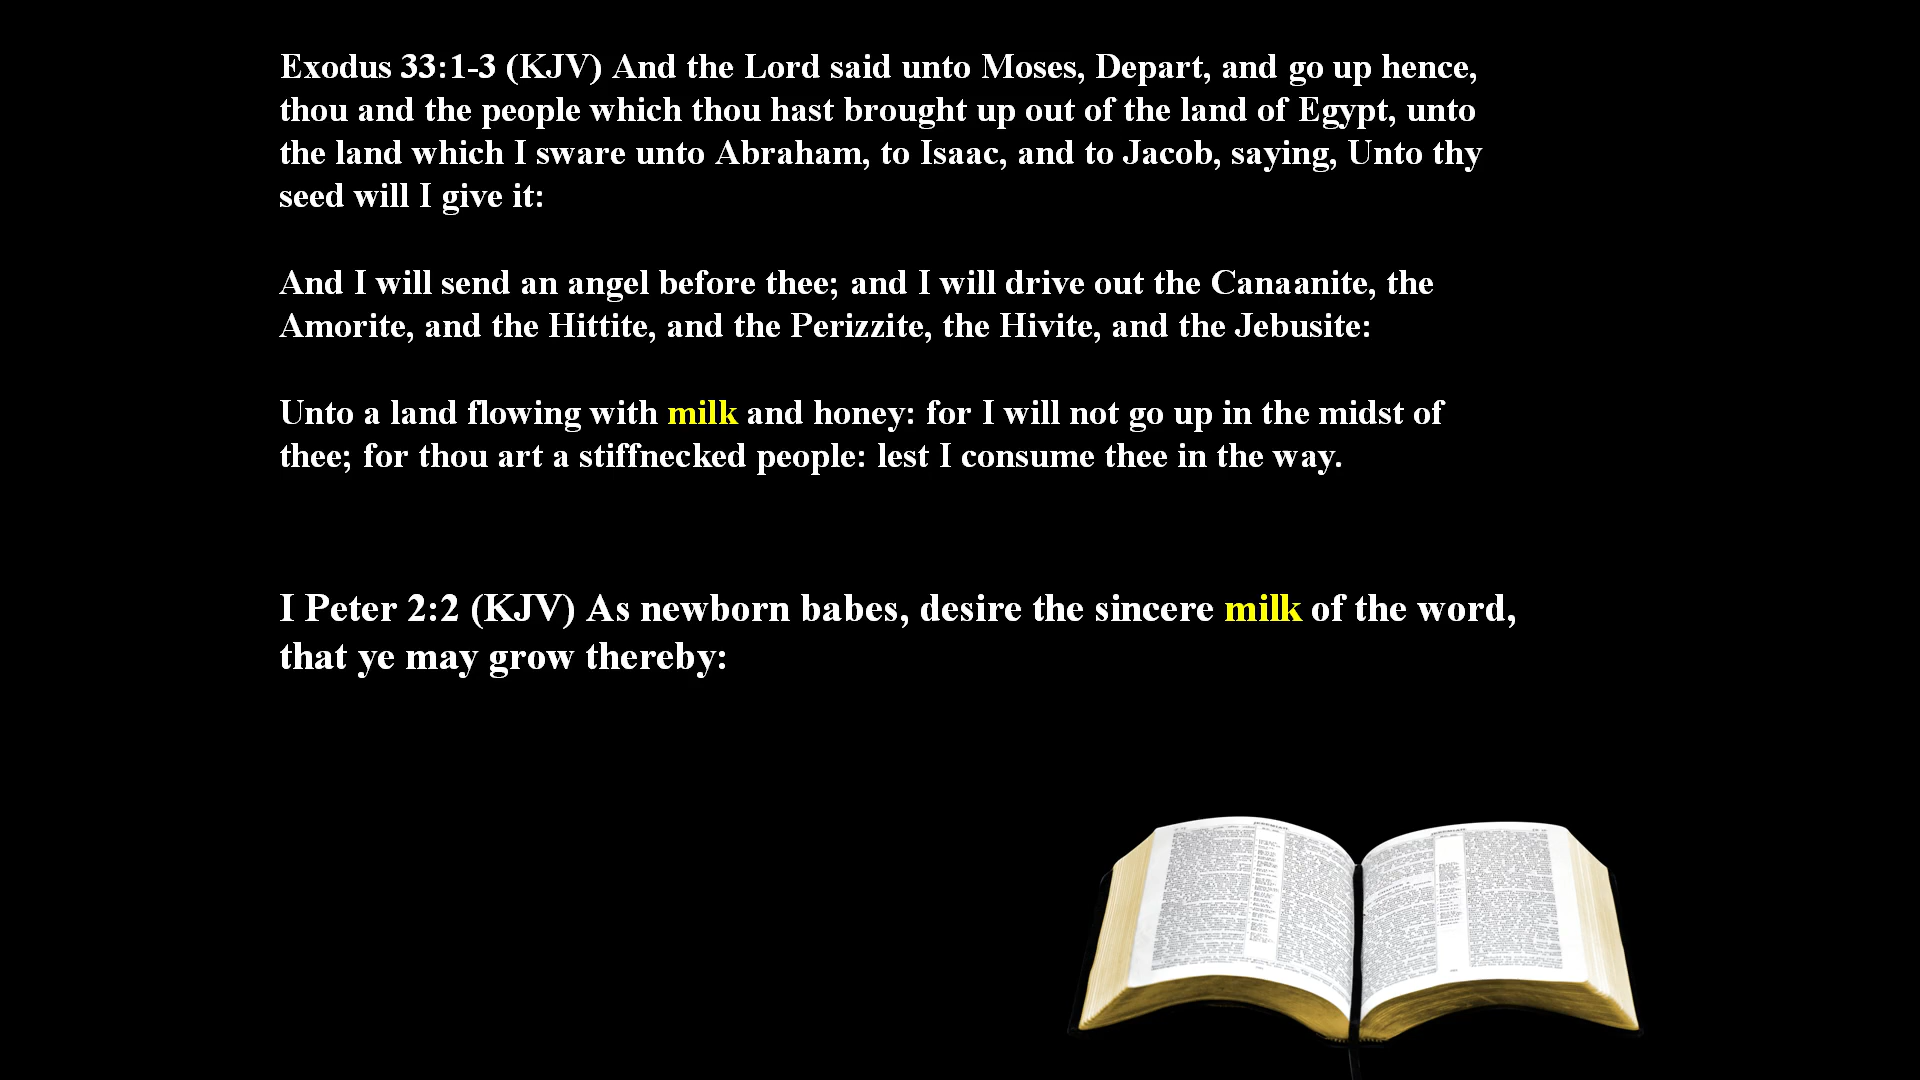 Exodus 33:1-3 (KJV) And the Lord said unto Moses, Depart, and go up hence,
thou and the people which thou hast brought up out of the land of Egypt, unto
the land which I sware unto Abraham, to Isaac, and to Jacob, saying, Unto thy
seed will I give it:
And I will send an angel before thee; and I will drive out the Canaanite, the
Amorite, and the Hittite, and the Perizzite, the Hivite, and the Jebusite:
Unto a land flowing with milk and honey: for I will not go up in the midst of
thee; for thou art a stiffnecked people: lest I consume thee in the way.
I Peter 2:2 (KJV) As newborn babes, desire the sincere milk of the word,
that ye may grow thereby: